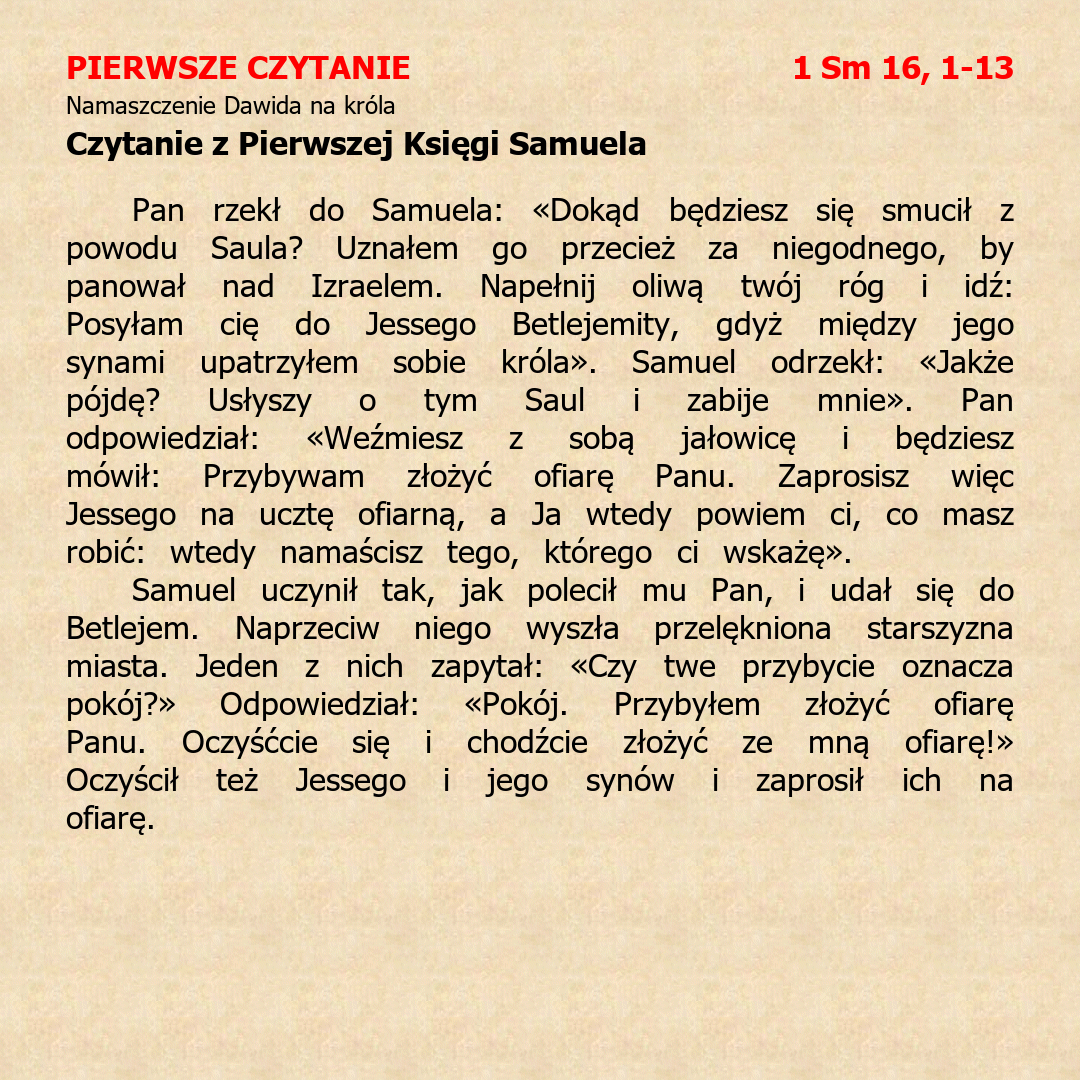 PIERWSZE CZYTANIE 1 Sm 16, 1-13
Namaszczenie Dawida na króla
Czytanie z Pierwszej Księgi Samuela
Pan rzekł do Samuela: «Dokąd będziesz się smucił z
powodu Saula? Uznałem go przecież za niegodnego, by
panował nad Izraelem. Napełnij oliwą twój róg i idź:
Posyłam cię do Jessego Betlejemity, gdyż między jego
synami upatrzyłem sobie króla». Samuel odrzekł: «Jakże
pójdę? Usłyszy o tym Saul i zabije mnie». Pan
odpowiedział: «Weźmiesz z sobą jałowicę i będziesz
mówił: Przybywam złożyć ofiarę Panu. Zaprosisz więc
Jessego na ucztę ofiarną, a Ja wtedy powiem ci, co masz
robić: wtedy namaścisz tego, którego ci wskażę».
Samuel uczynił tak, jak polecił mu Pan, i udał się do
Betlejem. Naprzeciw niego wyszła przelękniona starszyzna
miasta. Jeden z nich zapytał: «Czy twe przybycie oznacza
pokój?» Odpowiedział: «Pokój. Przybyłem złożyć ofiarę
Panu. Oczyśćcie się i chodźcie złożyć ze mną ofiarę!»
Oczyścił też Jessego i jego synów i zaprosił ich na
ofiarę.